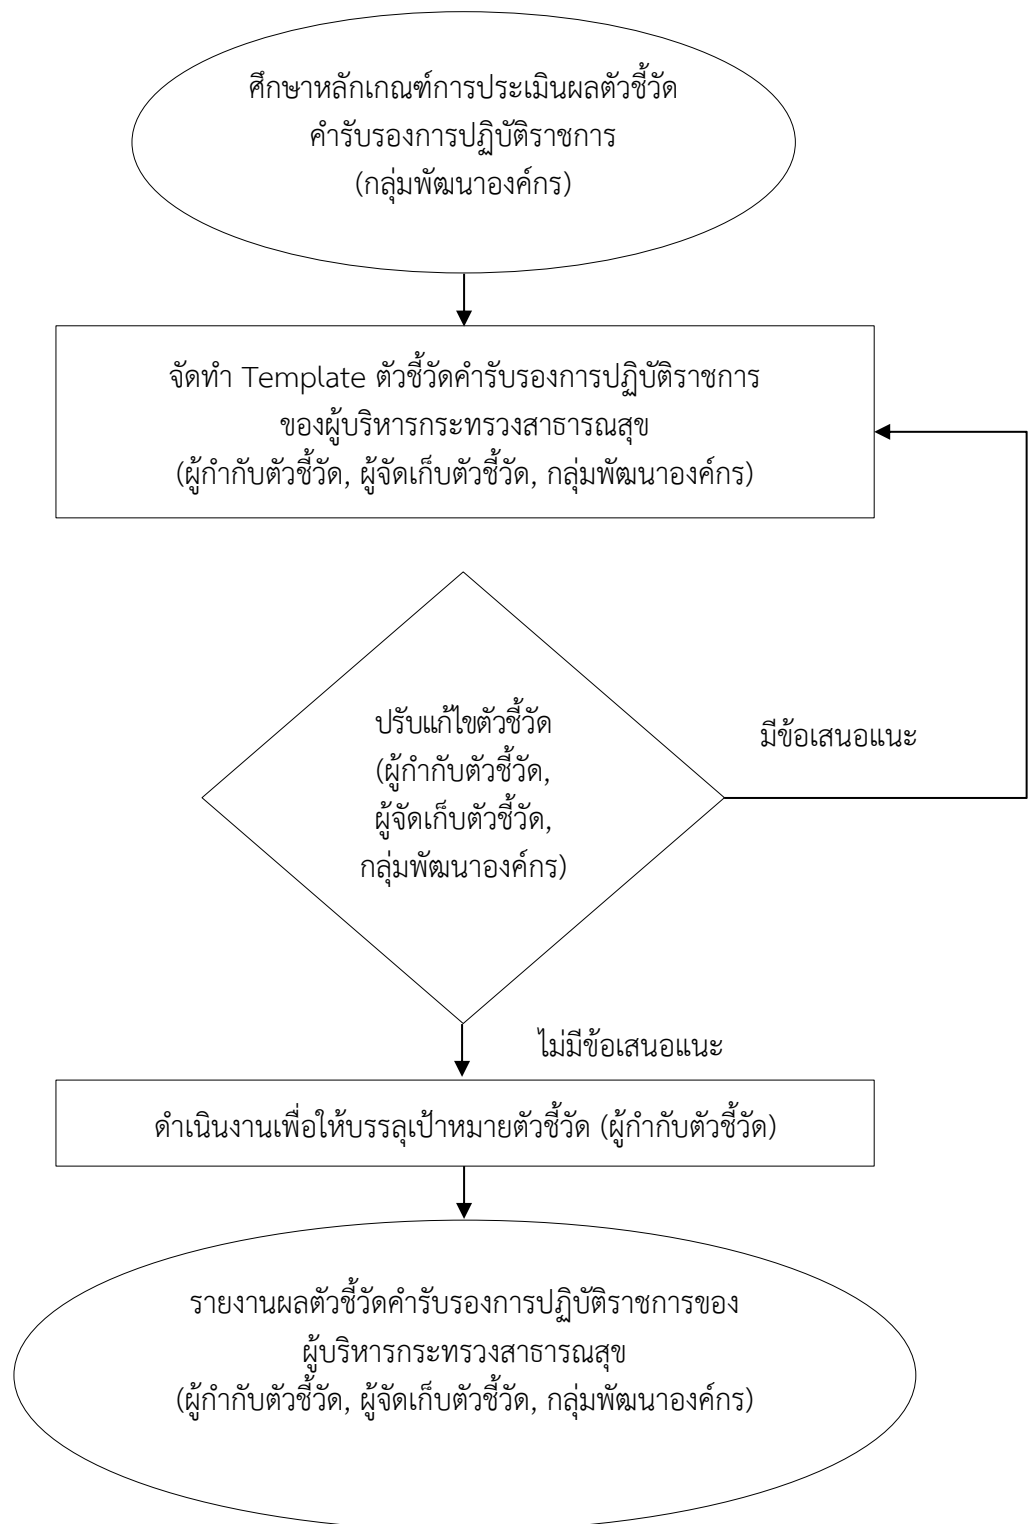 ศึกษาหลักเกณฑ์การประเมินผลตัวชี้วัด
คำรับรองการปฏิบัติราชการ
(กลุ่มพัฒนาองค์กร)
จัดทำ Template ตัวชี้วัดคำรับรองการปฏิบัติราชการ
ของผู้บริหารกระทรวงสาธารณสุข
(ผู้กำกับตัวชี้วัด, ผู้จัดเก็บตัวชี้วัด, กลุ่มพัฒนาองค์กร)
ปรับแก้ไขตัวชี้วัด
(ผู้กำกับตัวชี้วัด,
ผู้จัดเก็บตัวชี้วัด,
กลุ่มพัฒนาองค์กร)
มีข้อเสนอแนะ
ไม่มีข้อเสนอแนะ
ดำเนินงานเพื่อให้บรรลุเป้าหมายตัวชี้วัด (ผู้กำกับตัวชี้วัด)
รายงานผลตัวชี้วัดคำรับรองการปฏิบัติราชการของ
ผู้บริหารกระทรวงสาธารณสุข
(ผู้กำกับตัวชี้วัด, ผู้จัดเก็บตัวชี้วัด, กลุ่มพัฒนาองค์กร)